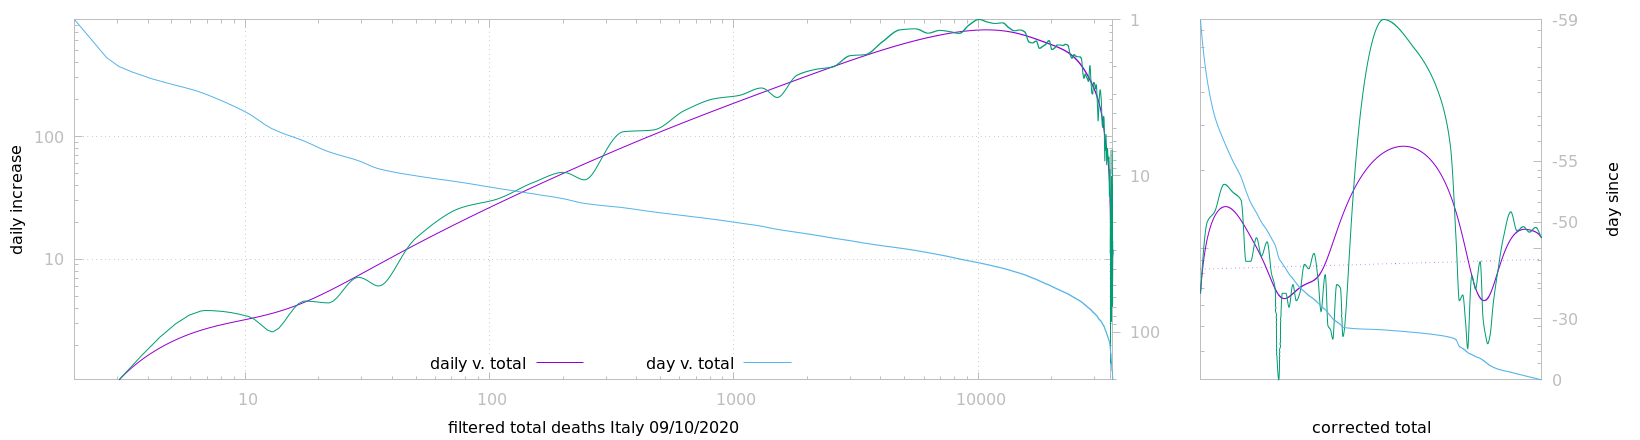 daily increase
100
10
daily v. total
day v. total
10
100
1000
10000
filtered total deaths Italy 09/10/2020
1
10
100
-59
-55
-50
-30
0
day since
corrected total